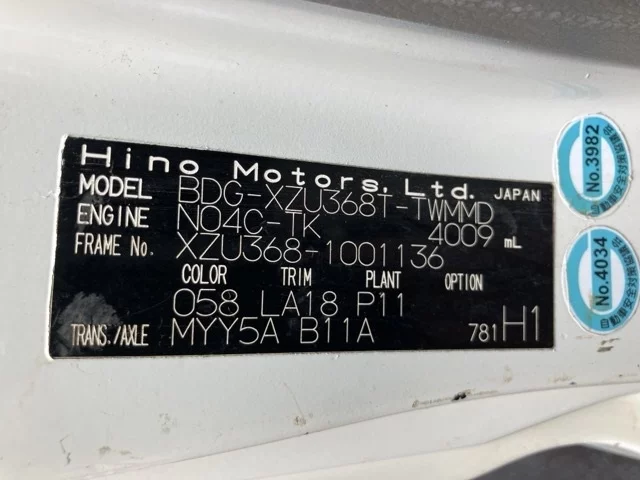 Hino Motors, Ltd. JAPAN
MODEL BDG-XZU368T-TWMMD
ENGINE N04C-TK 4009 mL
FRAME No. XZU368-1001136
COLOR TRIM PLANT OPTION
058 LA18 P11
TRANS./AXLE MYY5A B11A 781 H1
No.3982
No.4034